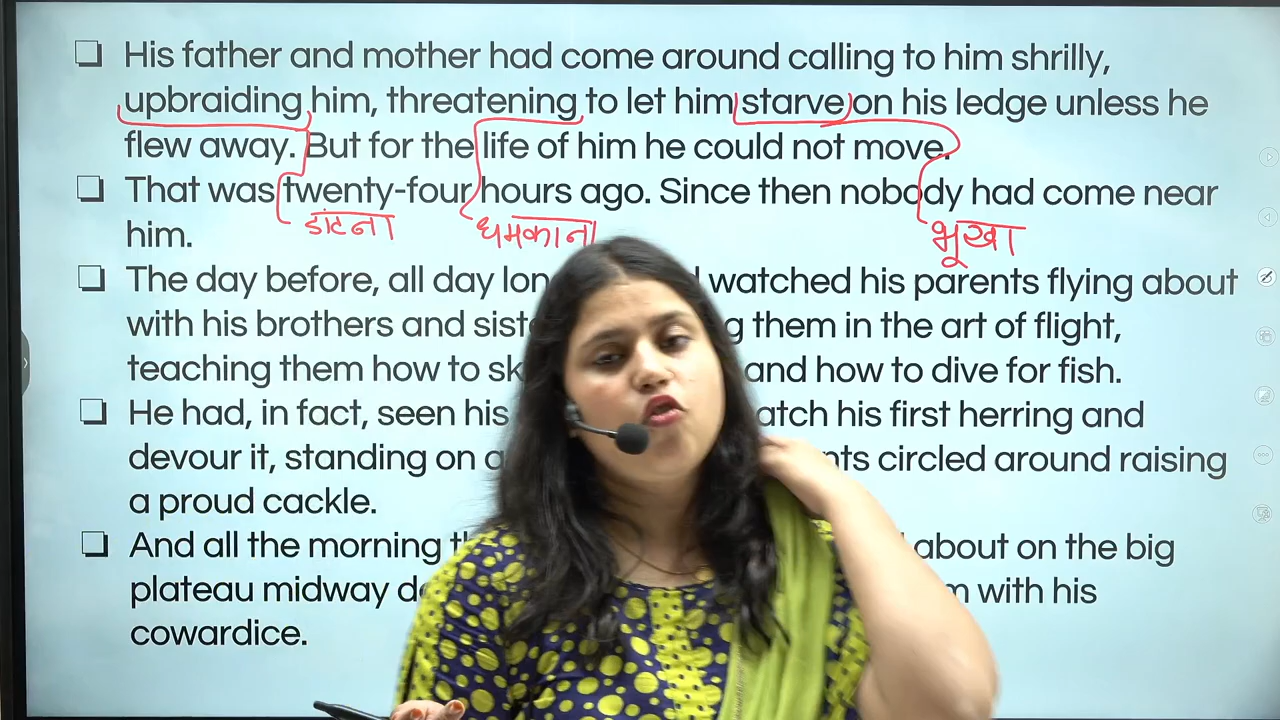 His father and mother had come around calling to him shrilly,
upbraiding him, threatening to let him starve on his ledge unless he
flew away. But for the life of him he could not move.
That was twenty-four hours ago. Since then nobody had come near
डांटना धमकाना भूखा
him.
The day before, all day lon watched his parents flying about
with his brothers and sist g them in the art of flight,
teaching them how to sk and how to dive for fish.
He had, in fact, seen his atch his first herring and
devour it, standing on a nts circled around raising
a proud cackle.
And all the morning about on the big
plateau midway d m with his
cowardice.